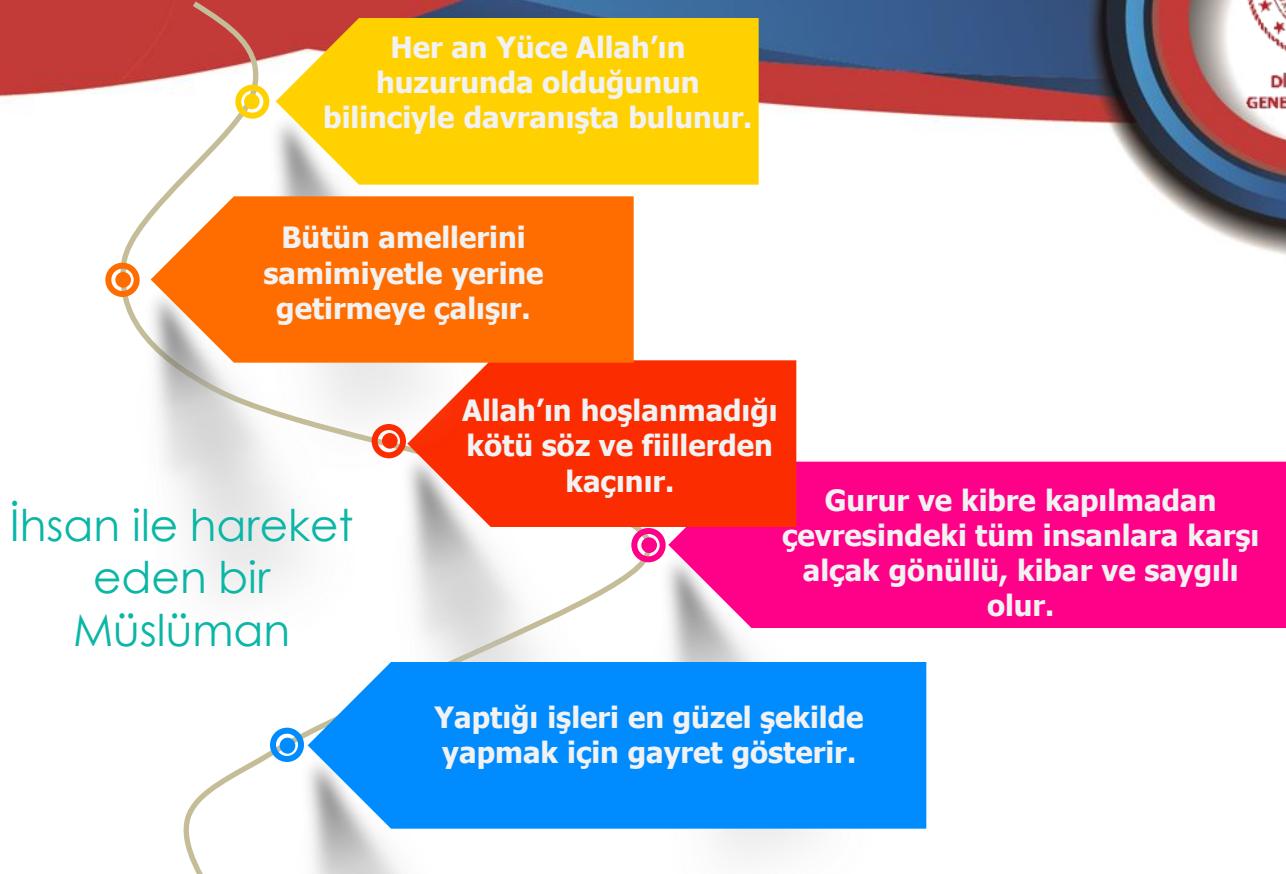 Her an Yüce Allah’ın
huzurunda olduğunun
bilinciyle davranışta bulunur.
Bütün amellerini
samimiyetle yerine
getirmeye çalışır.
Allah’ın hoşlanmadığı
kötü söz ve fiillerden
kaçınır.
Gurur ve kibre kapılmadan
çevresindeki tüm insanlara karşı
alçak gönüllü, kibar ve saygılı
olur.
İhsan ile hareket
eden bir
Müslüman
Yaptığı işleri en güzel şekilde
yapmak için gayret gösterir.